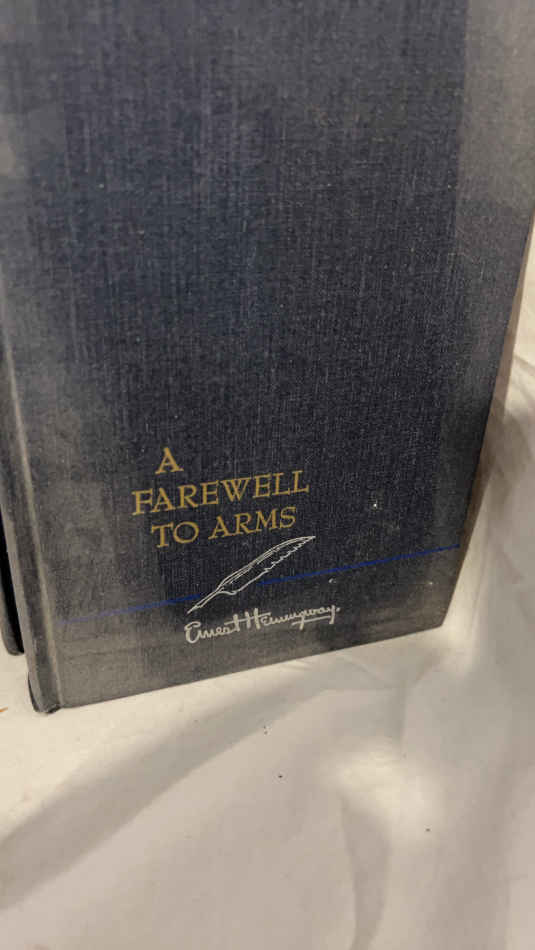 A
FAREWELL
TO ARMS
Ernest Hemingway.